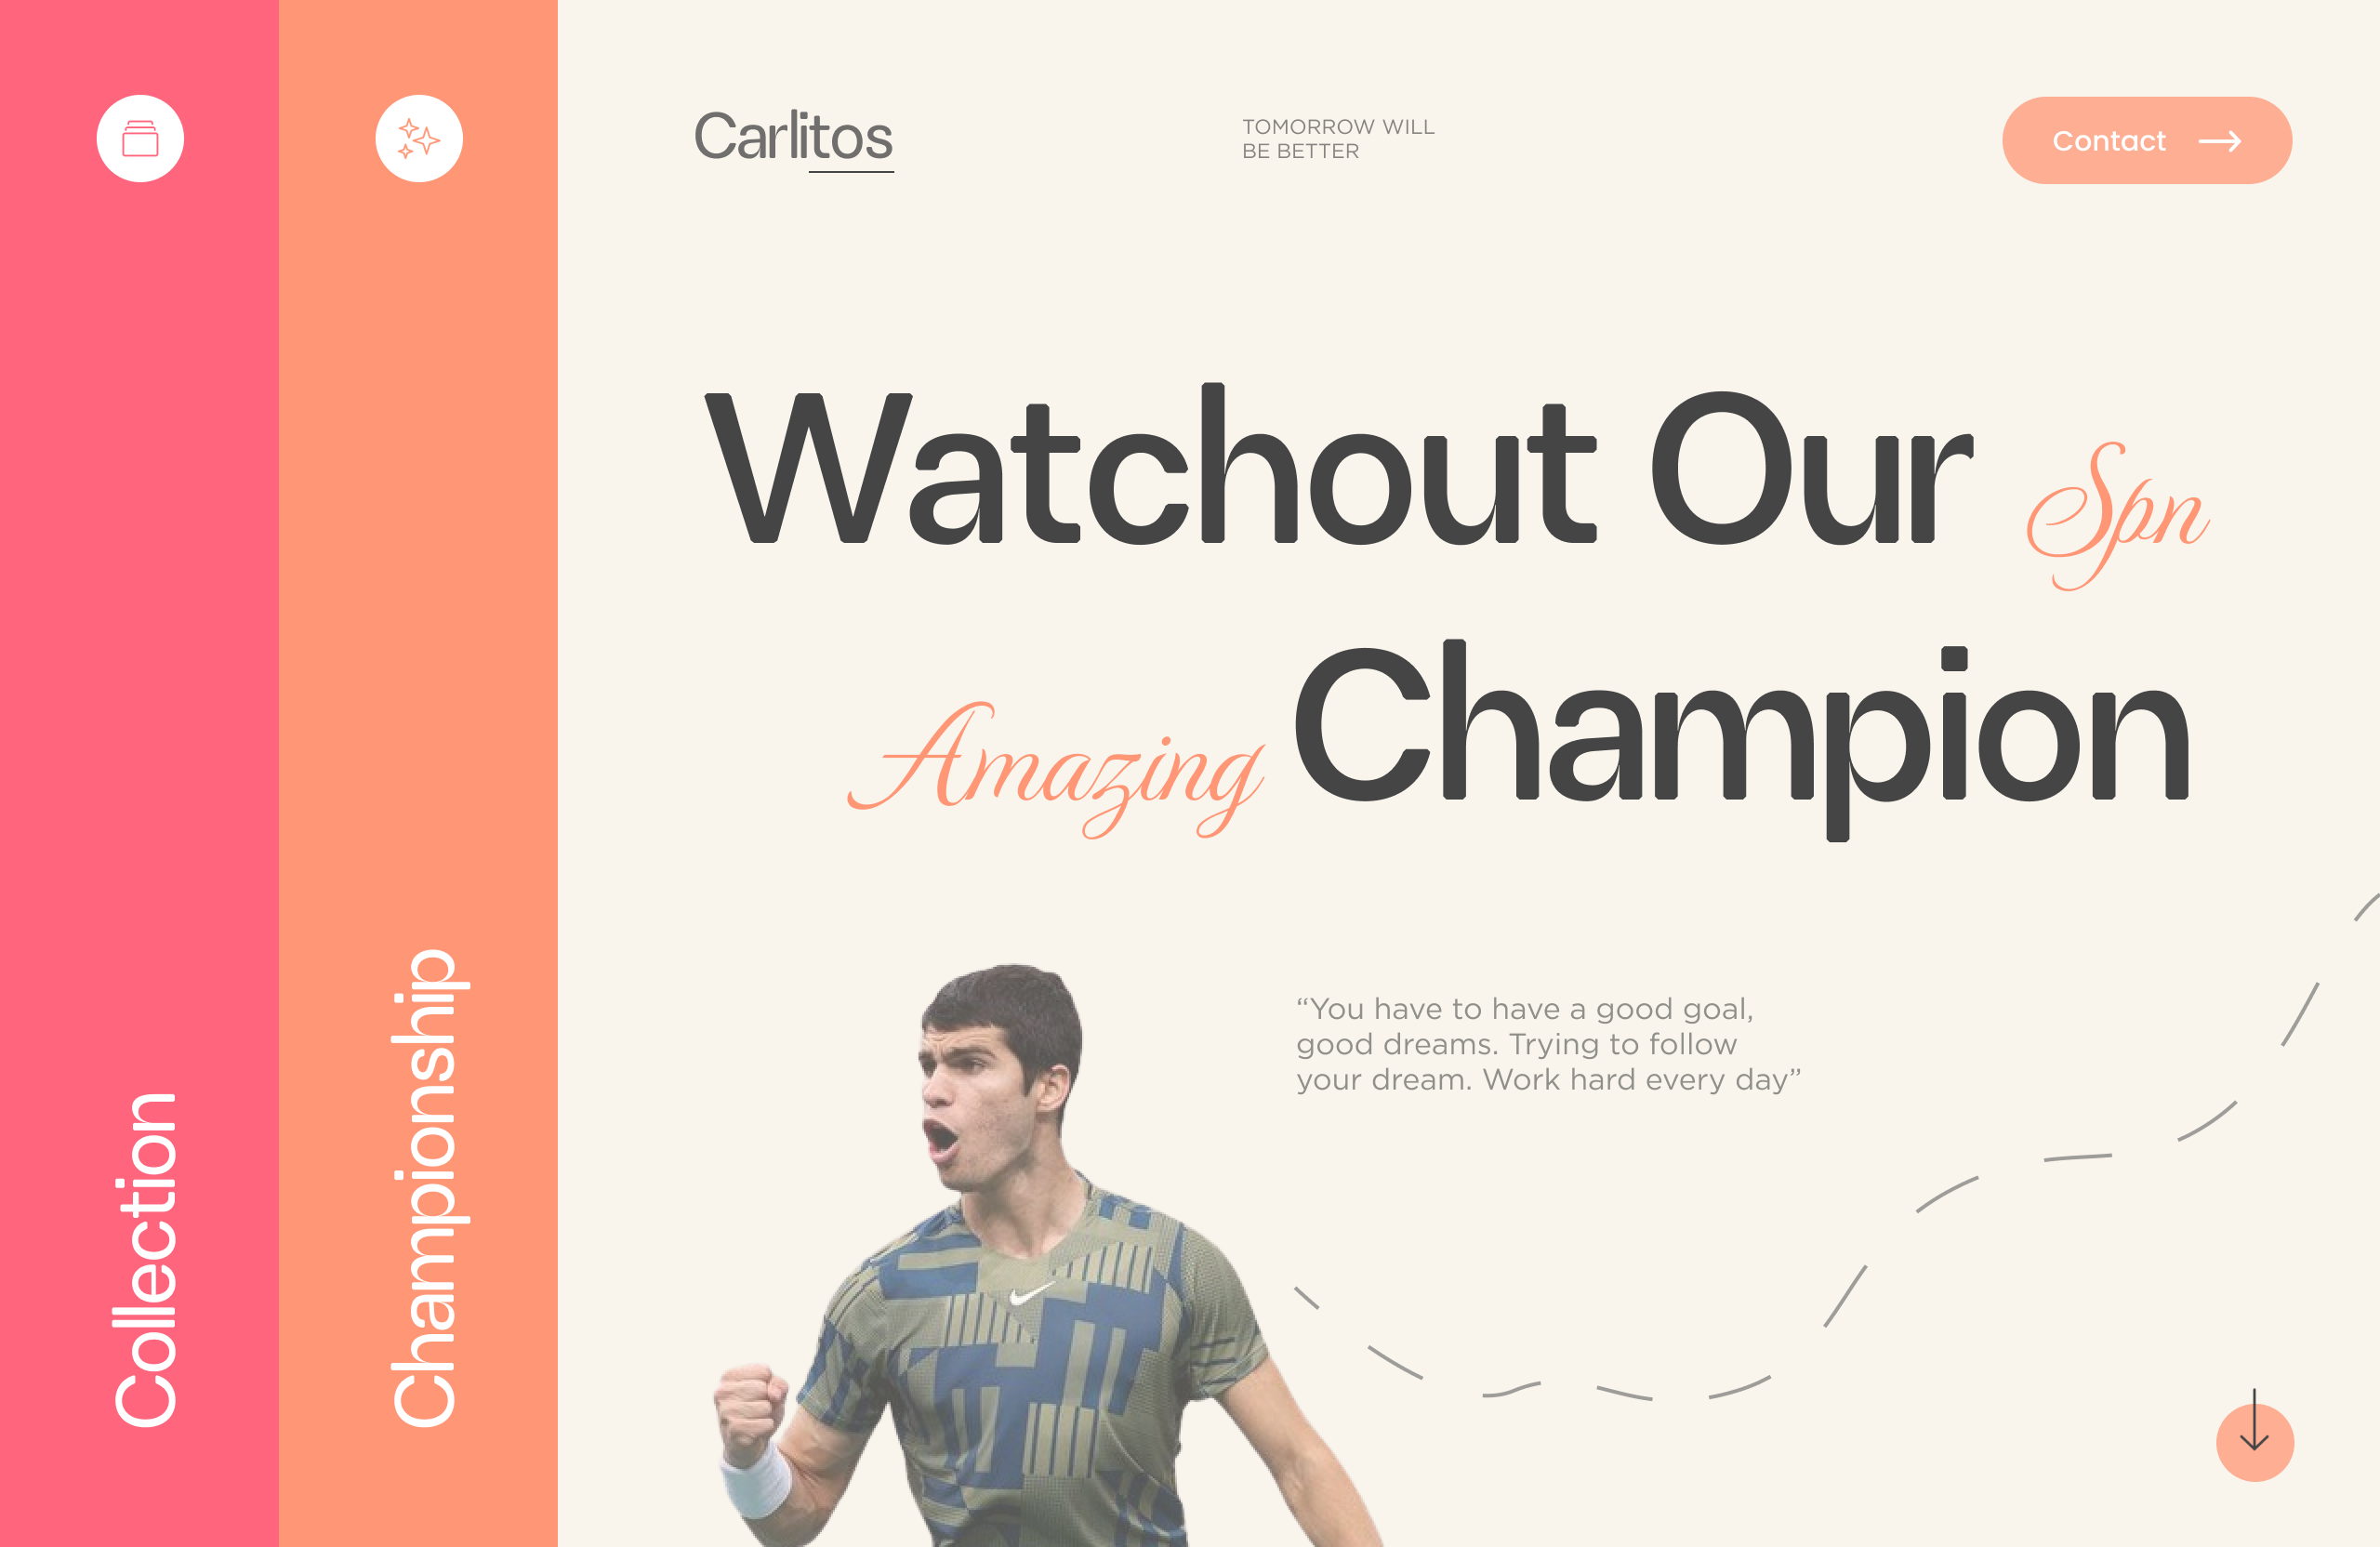 Collection
Championship
Carlitos
TOMORROW WILL
BE BETTER
Contact
Watchout Our Spn
Amazing Champion
“You have to have a good goal,
good dreams. Trying to follow
your dream. Work hard every day”